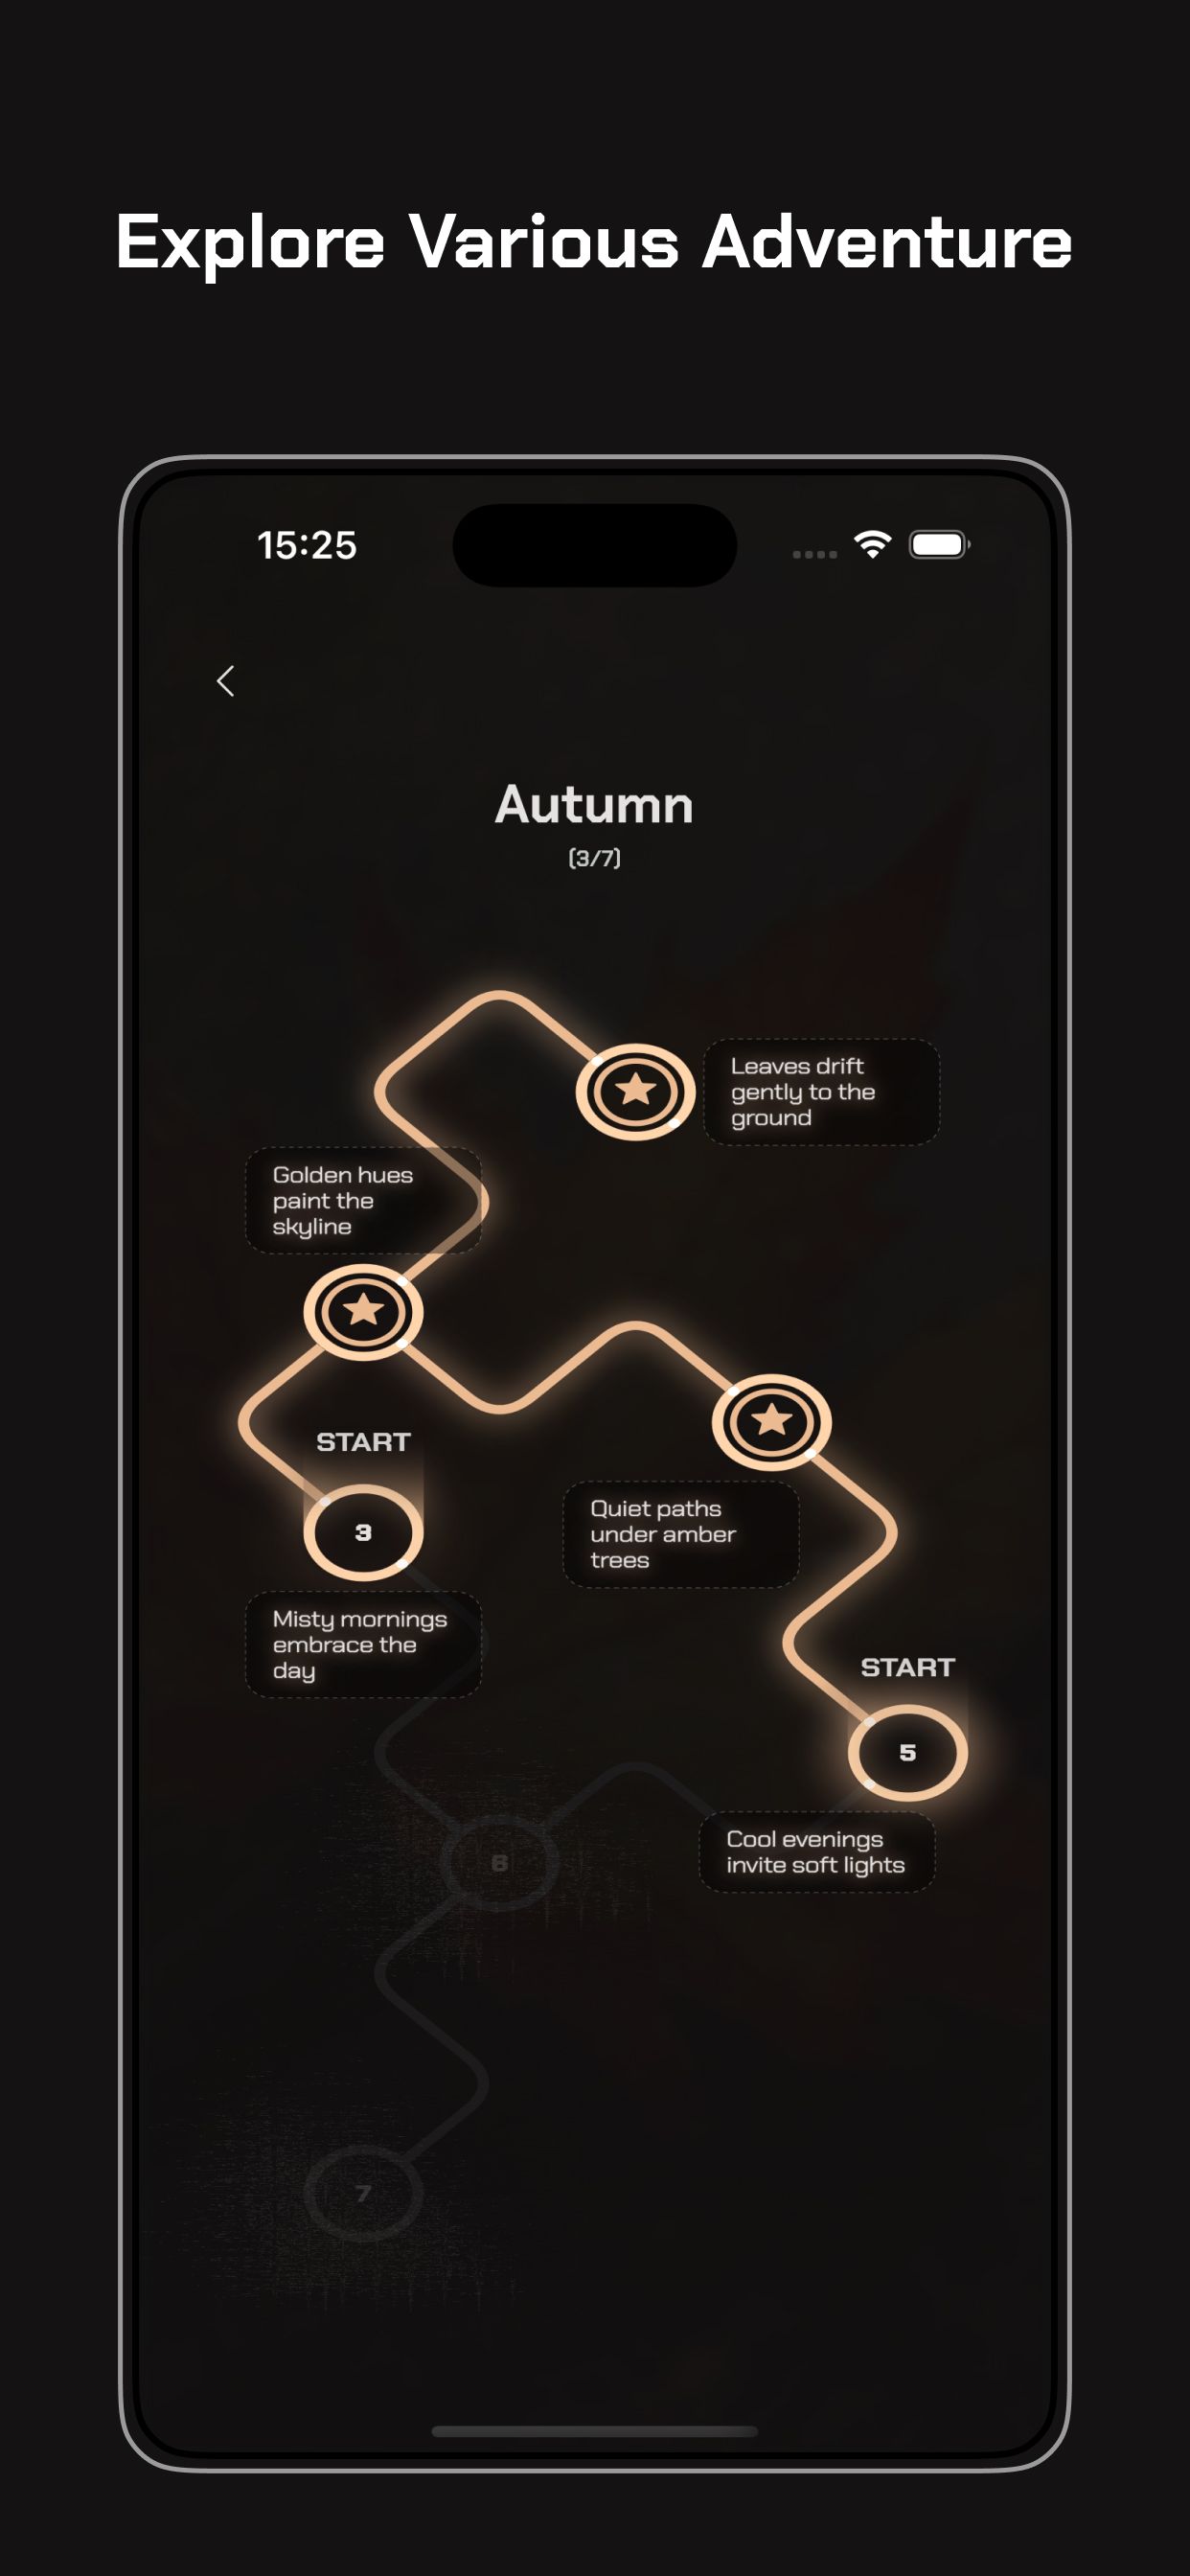 Explore Various Adventure
15:25
Autumn
(3/7)
Leaves drift
gently to the
ground
Golden hues
paint the
skyline
START
3
Quiet paths
under amber
trees
Misty mornings
embrace the
day
START
5
Cool evenings
invite soft lights
6
7